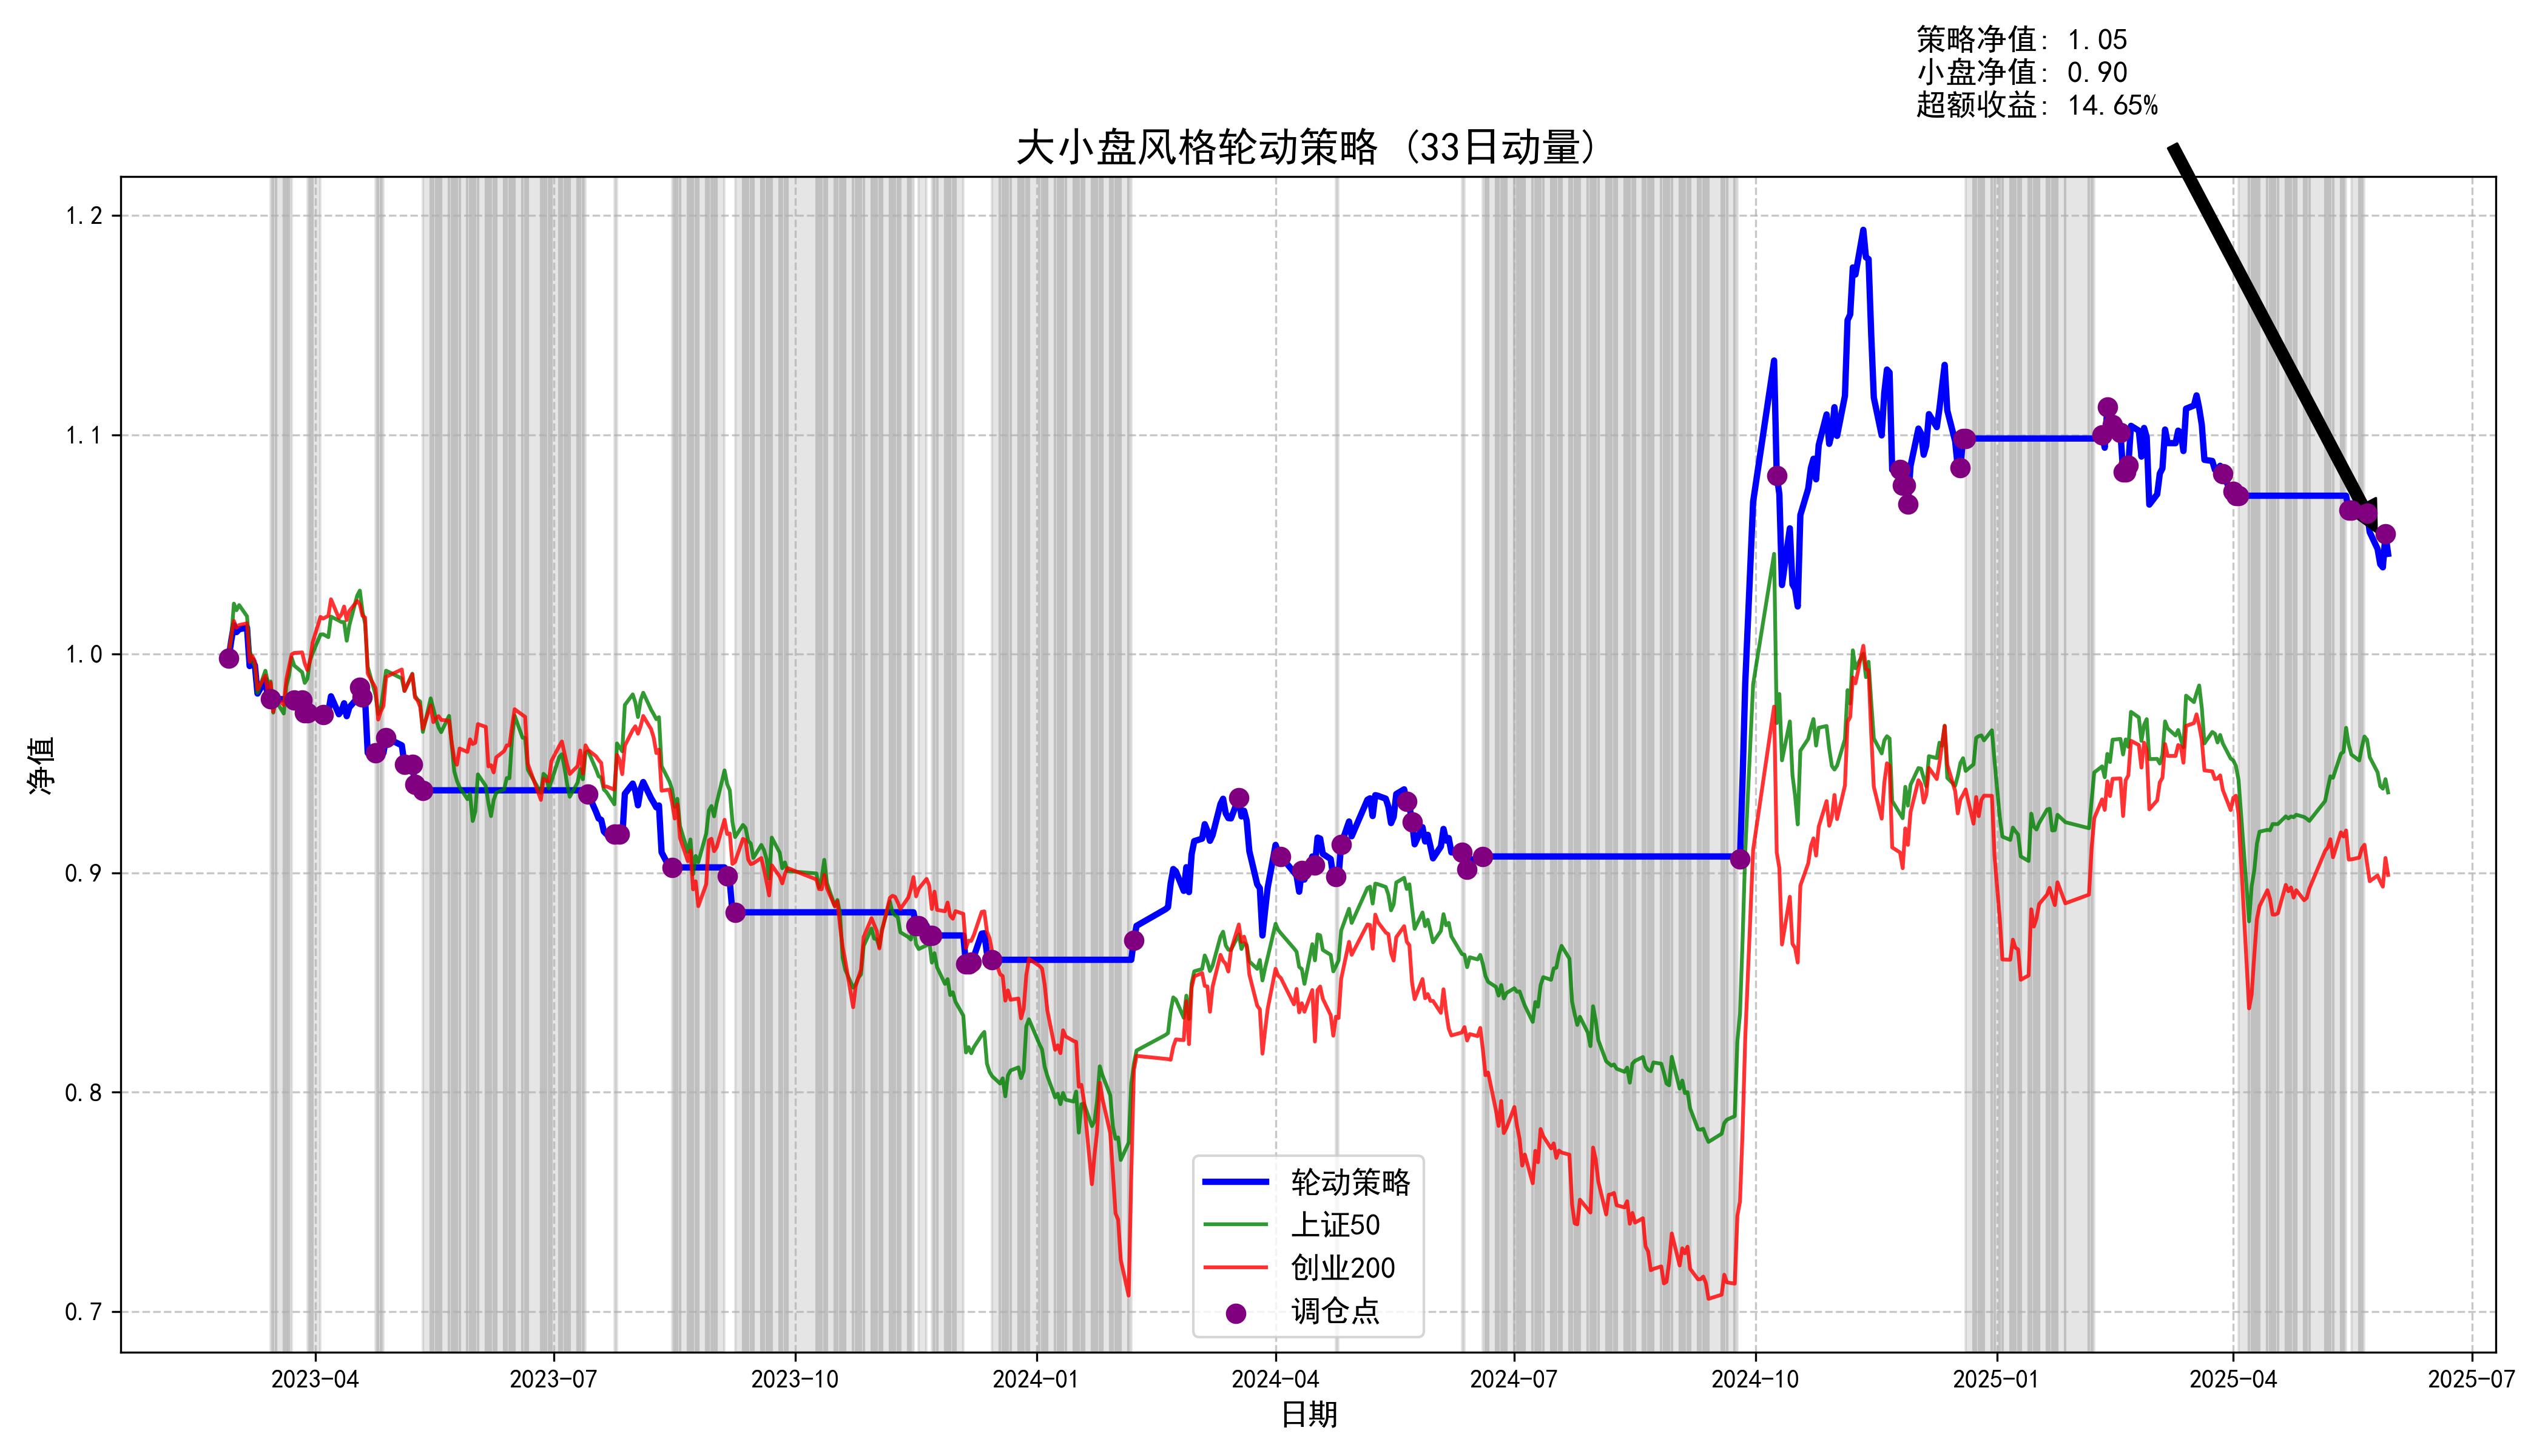 策略净值: 1.05
小盘净值: 0.90
超额收益: 14.65%
大小盘风格轮动策略 (33日动量)
净值
1.2
1.1
1.0
0.9
0.8
0.7
轮动策略
上证50
创业200
调仓点
2023-04
2023-07
2023-10
2024-01
2024-04
2024-07
2024-10
2025-01
2025-04
2025-07
日期